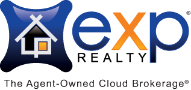 exp®
REALTY
The Agent-Owned Cloud Brokerage®